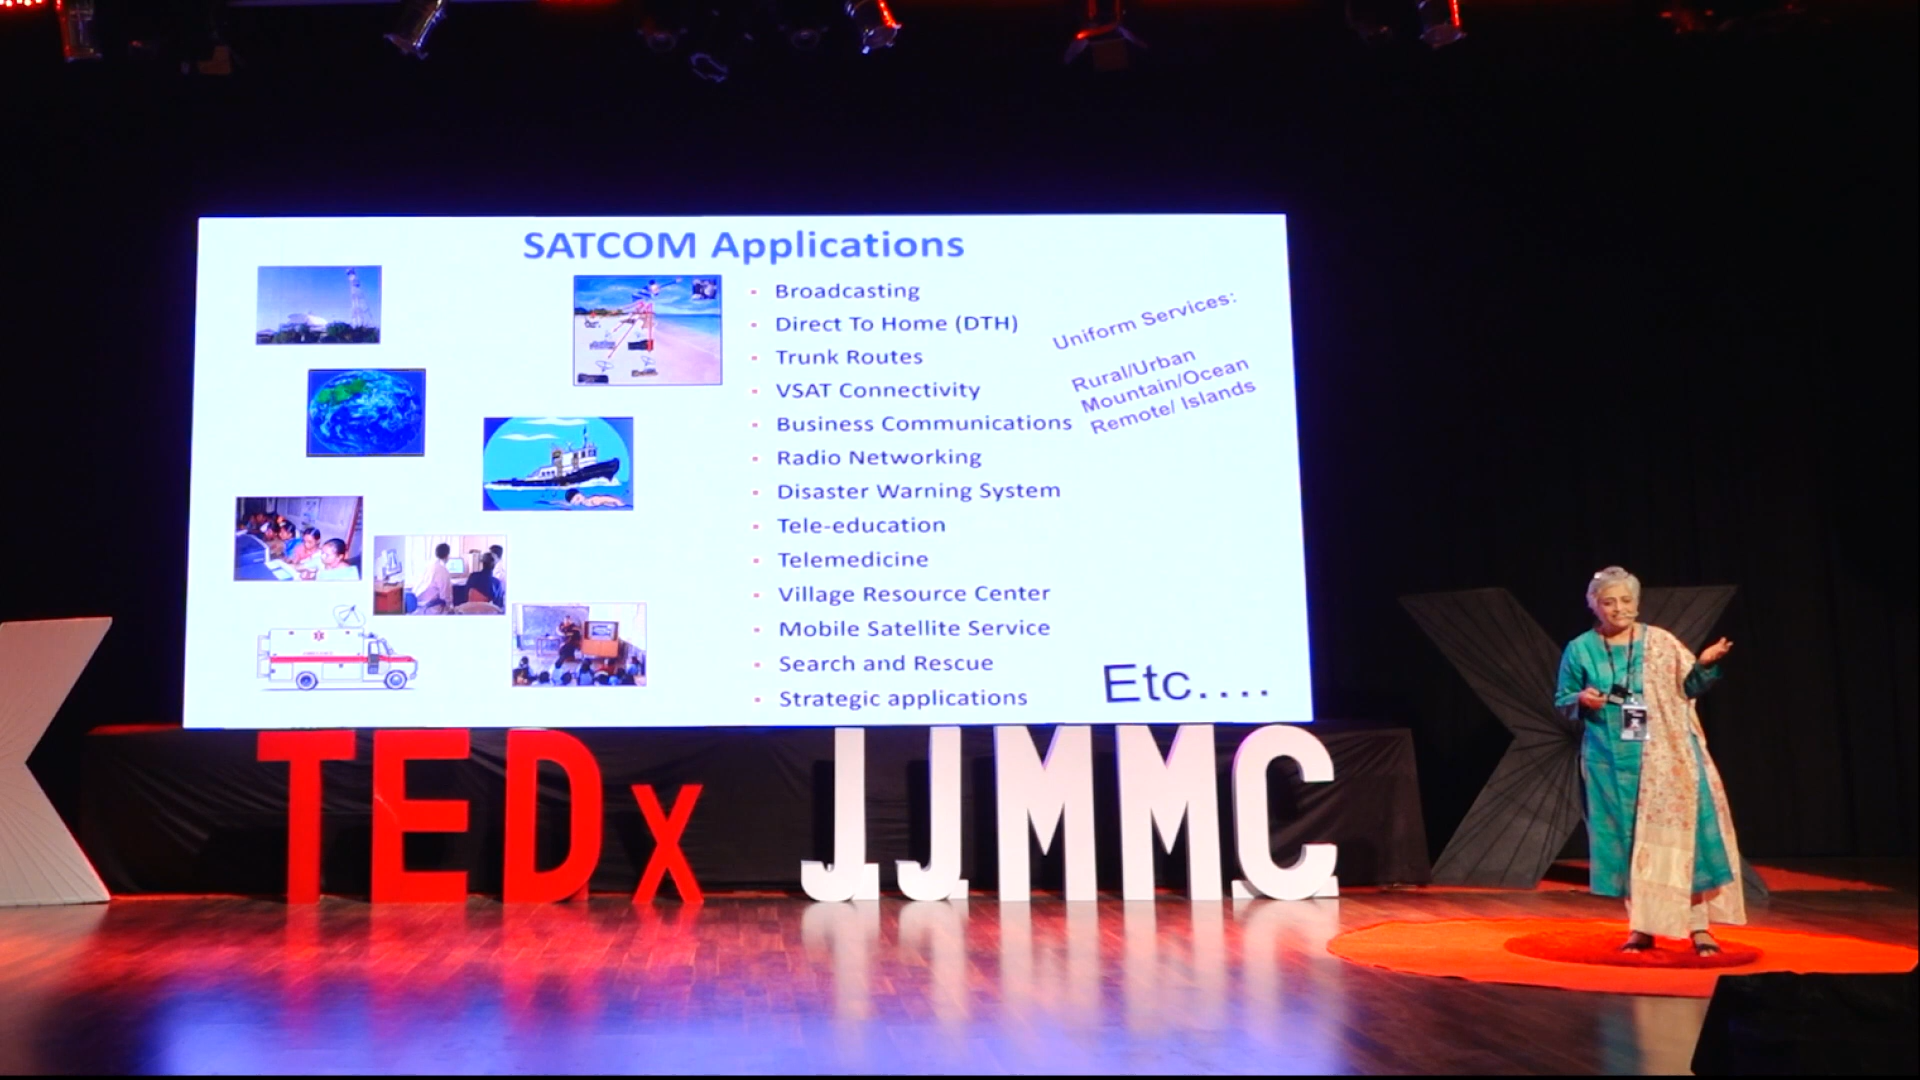 SATCOM Applications
Broadcasting
Direct To Home (DTH)
Trunk Routes
VSAT Connectivity
Business Communications
Radio Networking
Disaster Warning System
Tele-education
Telemedicine
Village Resource Center
Mobile Satellite Service
Search and Rescue
Strategic applications
Uniform Services:
Rural/Urban
Mountain/Ocean
Remote/ Islands
Etc....
TEDx JJMMC